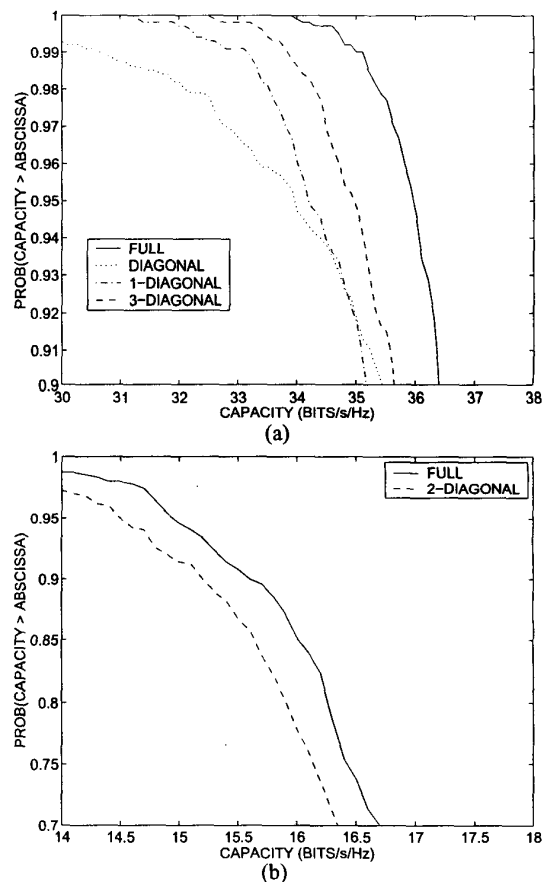 1
0.99
0.98
0.97
0.96
0.95
0.94
0.93
0.92
0.91
0.9
PROB(CAPACITY > ABSCISSA)
FULL
DIAGONAL
1-DIAGONAL
3-DIAGONAL
30 31 32 33 34 35 36 37 38
CAPACITY (BITS/s/Hz)
(a)
1
0.95
0.9
0.85
0.8
0.75
0.7
PROB(CAPACITY > ABSCISSA)
FULL
2-DIAGONAL
14 14.5 15 15.5 16 16.5 17 17.5 18
CAPACITY (BITS/s/Hz)
(b)